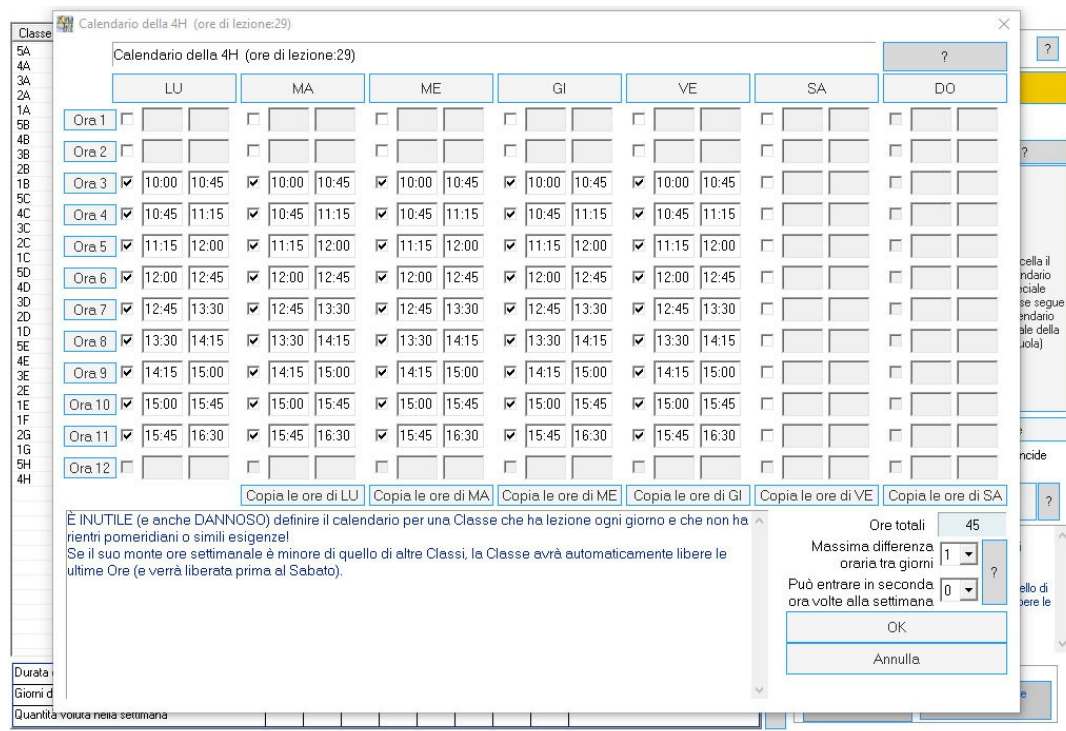 Calendario della 4H (ore di lezione:29)
Classe
Calendario della 4H (ore di lezione:29)
?
?
LU MA ME GI VE SA DO
5A
4A
3A
2A
1A
5B
4B
3B
2B
1B
5C
4C
3C
2C
1C
5D
4D
3D
2D
1D
5E
4E
3E
2E
1E
1F
2G
1G
5H
4H
Ora 1
Ora 2
Ora 3 10:00 10:45 10:00 10:45 10:00 10:45 10:00 10:45 10:00 10:45
Ora 4 10:45 11:15 10:45 11:15 10:45 11:15 10:45 11:15 10:45 11:15
Ora 5 11:15 12:00 11:15 12:00 11:15 12:00 11:15 12:00 11:15 12:00
Ora 6 12:00 12:45 12:00 12:45 12:00 12:45 12:00 12:45 12:00 12:45
Ora 7 12:45 13:30 12:45 13:30 12:45 13:30 12:45 13:30 12:45 13:30
Ora 8 13:30 14:15 13:30 14:15 13:30 14:15 13:30 14:15 13:30 14:15
Ora 9 14:15 15:00 14:15 15:00 14:15 15:00 14:15 15:00 14:15 15:00
Ora 10 15:00 15:45 15:00 15:45 15:00 15:45 15:00 15:45 15:00 15:45
Ora 11 15:45 16:30 15:45 16:30 15:45 16:30 15:45 16:30 15:45 16:30
Ora 12
Copia le ore di LU Copia le ore di MA Copia le ore di ME Copia le ore di GI Copia le ore di VE Copia le ore di SA
È INUTILE (e anche DANNOSO) definire il calendario per una Classe che ha lezione ogni giorno e che non ha
rientri pomeridiani o simili esigenze!
Se il suo monte ore settimanale è minore di quello di altre Classi, la Classe avrà automaticamente libere le
ultime Ore (e verrà liberata prima al Sabato).
Ore totali 45
Massima differenza
oraria tra giorni 1
?
Può entrare in seconda
ora volte alla settimana 0
OK
Annulla
?
cella il
ndario
eciale
se segue
endario
ale della
uola)
e
ncide
?
i
ello di
bere le
e
Durata
Giorni d
Quantità voluta nella settimana